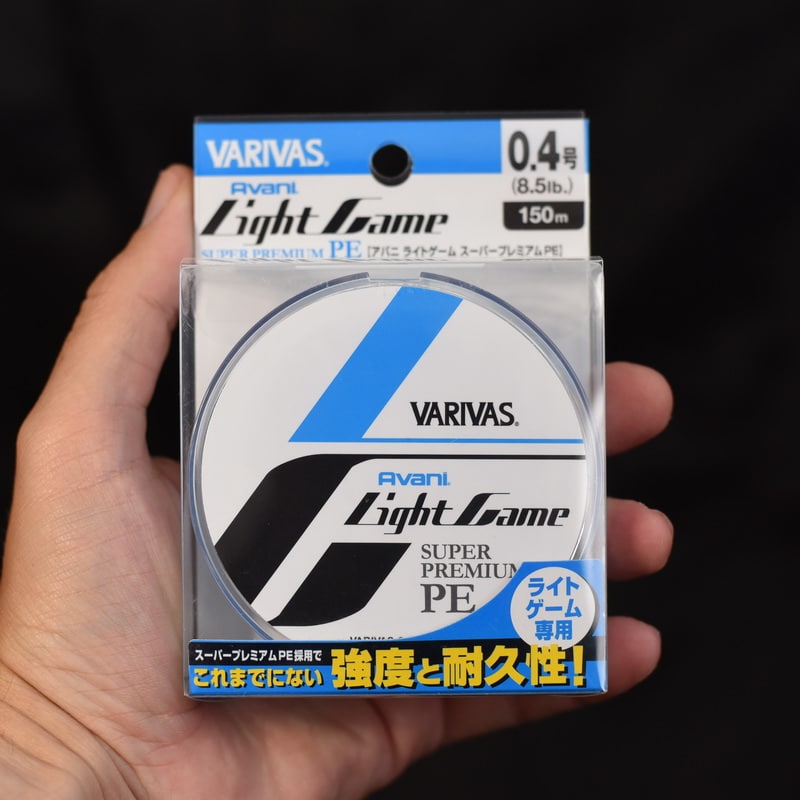 VARIVAS®
0.4号
(8.5lb.)
150m
Avani
Light Game
SUPER PREMIUM PE [アバニ ライトゲーム スーパープレミアムPE]
VARIVAS®
Avani
Light Game
SUPER
PREMIUM
PE
ライト
ゲーム
専用
スーパープレミアムPE採用で
これまでにない 強度と耐久性!